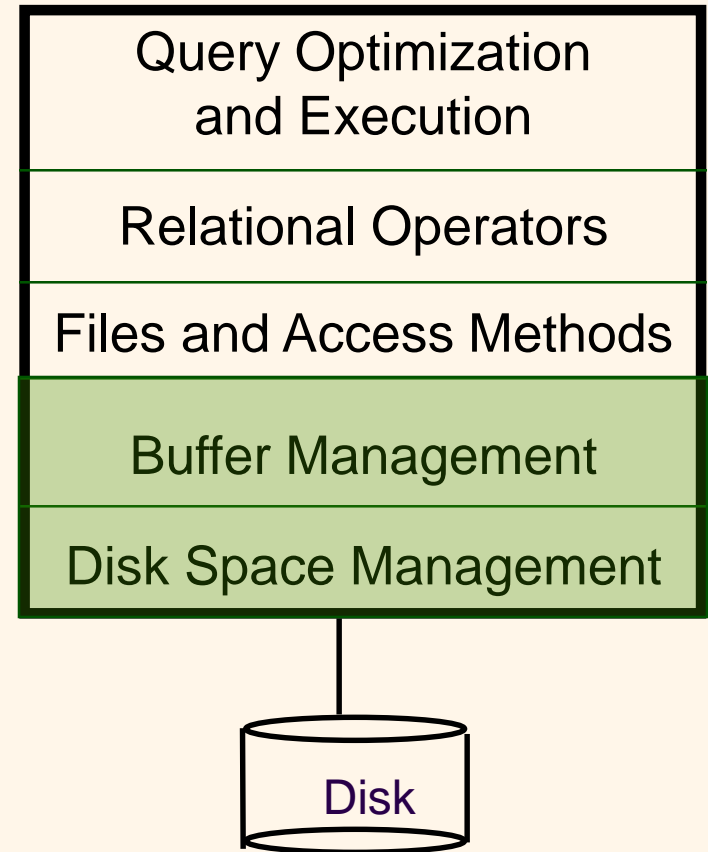 Query Optimization
and Execution
Relational Operators
Files and Access Methods
Buffer Management
Disk Space Management
Disk